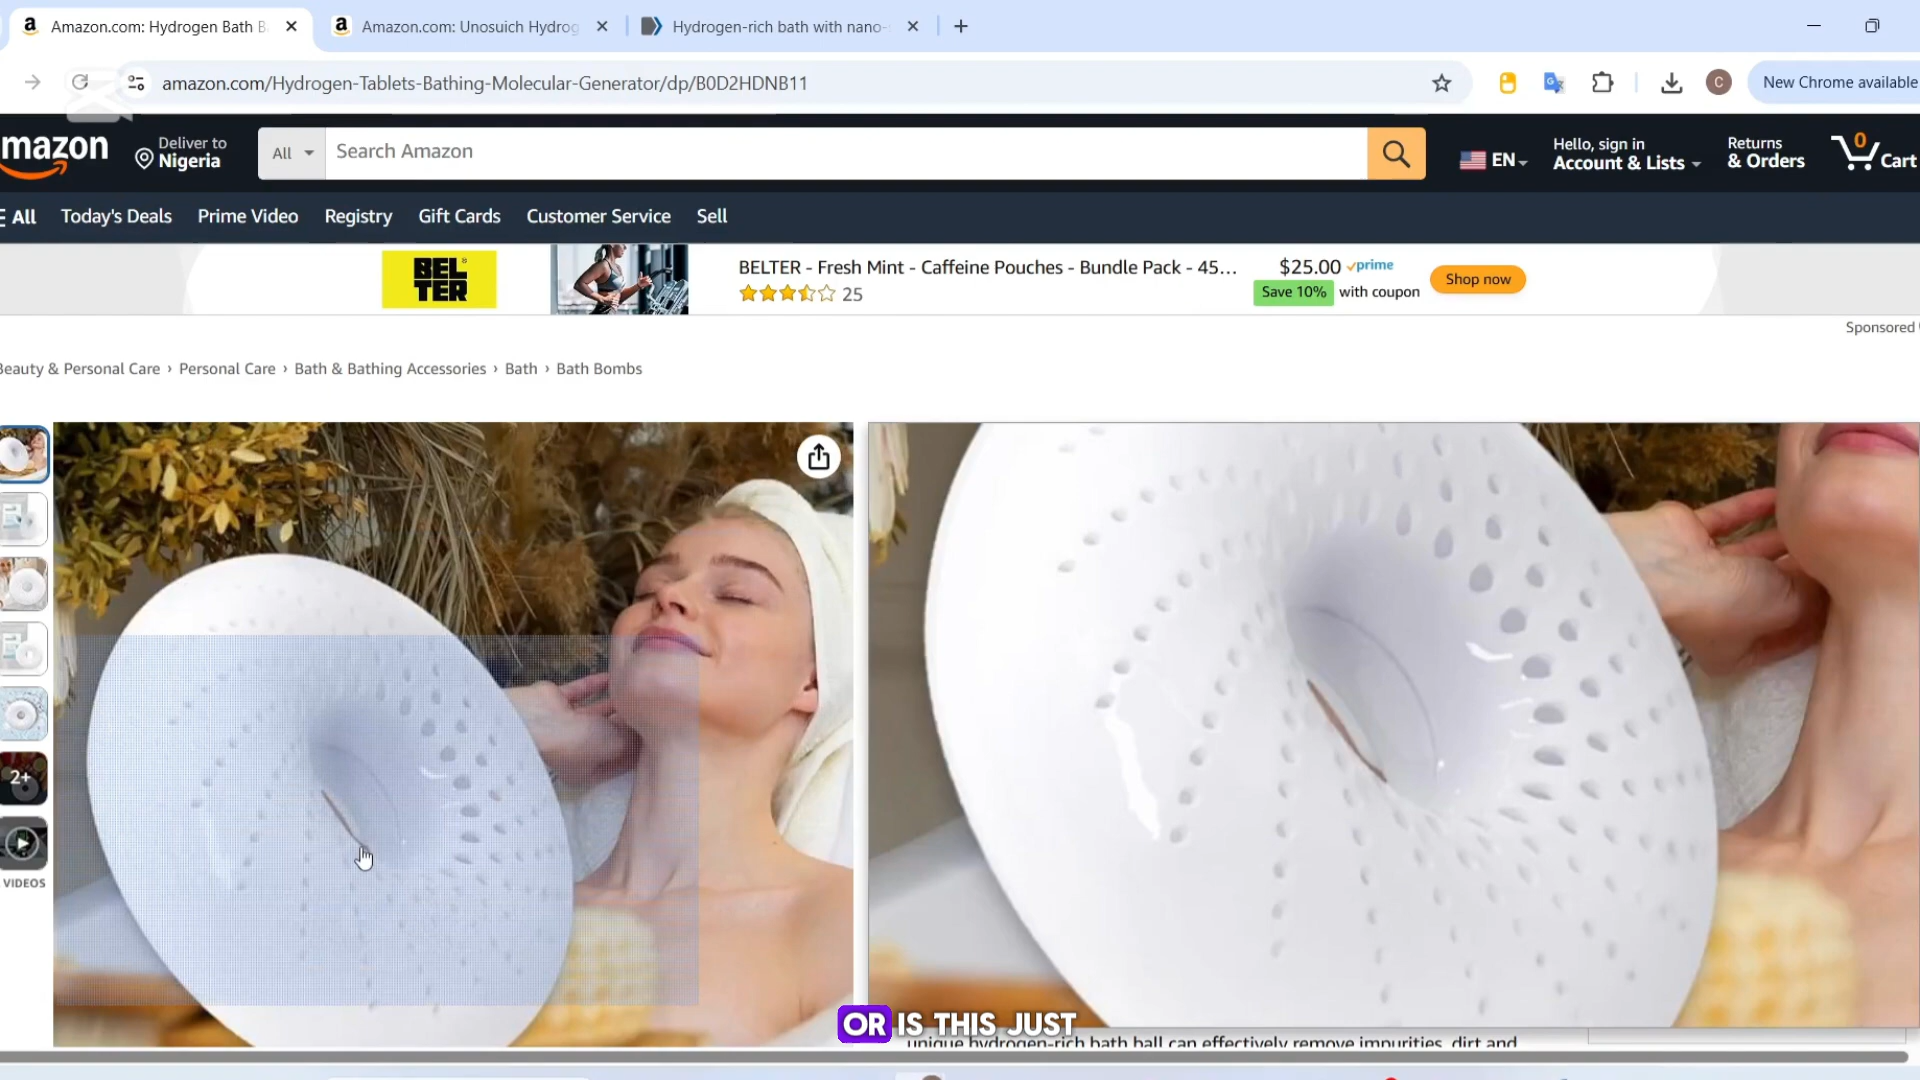 Amazon.com: Hydrogen Bath B
Amazon.com: Unosuich Hydrog
Hydrogen-rich bath with nano-
amazon.com/Hydrogen-Tablets-Bathing-Molecular-Generator/dp/B0D2HDNB11
C
New Chrome available
mazon
Deliver to
Nigeria
All
Search Amazon
EN
Hello, sign in
Account & Lists
Returns
& Orders
0
Cart
All
Today's Deals
Prime Video
Registry
Gift Cards
Customer Service
Sell
BEL
TER
BELTER - Fresh Mint - Caffeine Pouches - Bundle Pack - 45...
25
$25.00 prime
Save 10% with coupon
Shop now
Sponsored
Beauty & Personal Care › Personal Care › Bath & Bathing Accessories › Bath › Bath Bombs
2+
VIDEOS
OR IS THIS JUST
unique hydrogen-rich bath ball can effectively remove impurities, dirt and